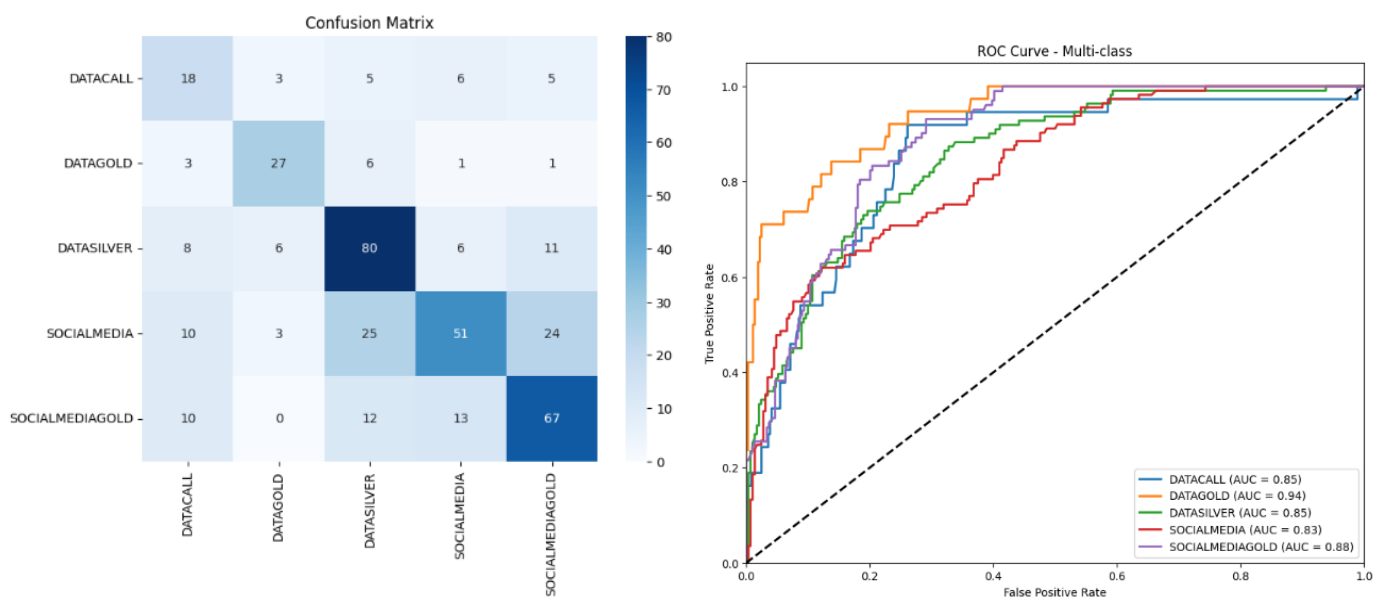 Confusion Matrix
DATACALL
18 3 5 6 5
DATAGOLD
3 27 6 1 1
DATASILVER
8 6 80 6 11
SOCIALMEDIA
10 3 25 51 24
SOCIALMEDIAGOLD
10 0 12 13 67
DATACALL
DATAGOLD
DATASILVER
SOCIALMEDIA
SOCIALMEDIAGOLD
80
70
60
50
40
30
20
10
0
ROC Curve - Multi-class
True Positive Rate
1.0
0.8
0.6
0.4
0.2
0.0
0.0 0.2 0.4 0.6 0.8 1.0
False Positive Rate
DATACALL (AUC = 0.85)
DATAGOLD (AUC = 0.94)
DATASILVER (AUC = 0.85)
SOCIALMEDIA (AUC = 0.83)
SOCIALMEDIAGOLD (AUC = 0.88)